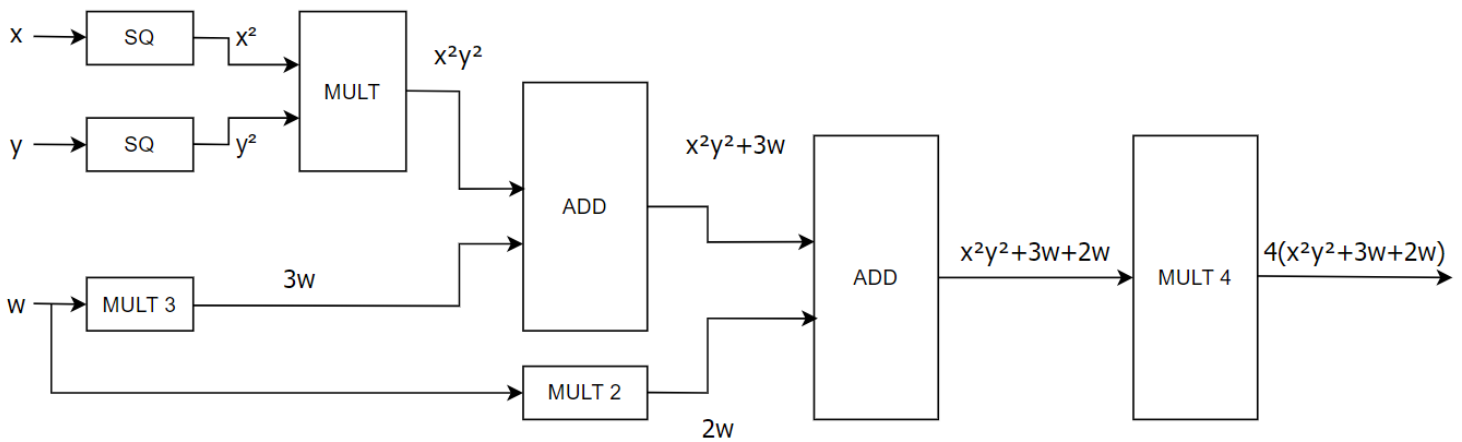 x
SQ
x²
y
SQ
y²
MULT
x²y²
w
MULT 3
3w
ADD
x²y²+3w
MULT 2
2w
ADD
x²y²+3w+2w
MULT 4
4(x²y²+3w+2w)